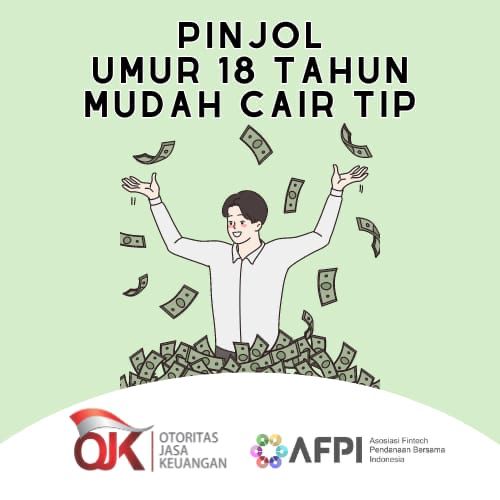 PINJOL
UMUR 18 TAHUN
MUDAH CAIR TIP
OJK
OTORITAS
JASA
KEUANGAN
AFPI
Asosiasi Fintech
Pendanaan Bersama
Indonesia